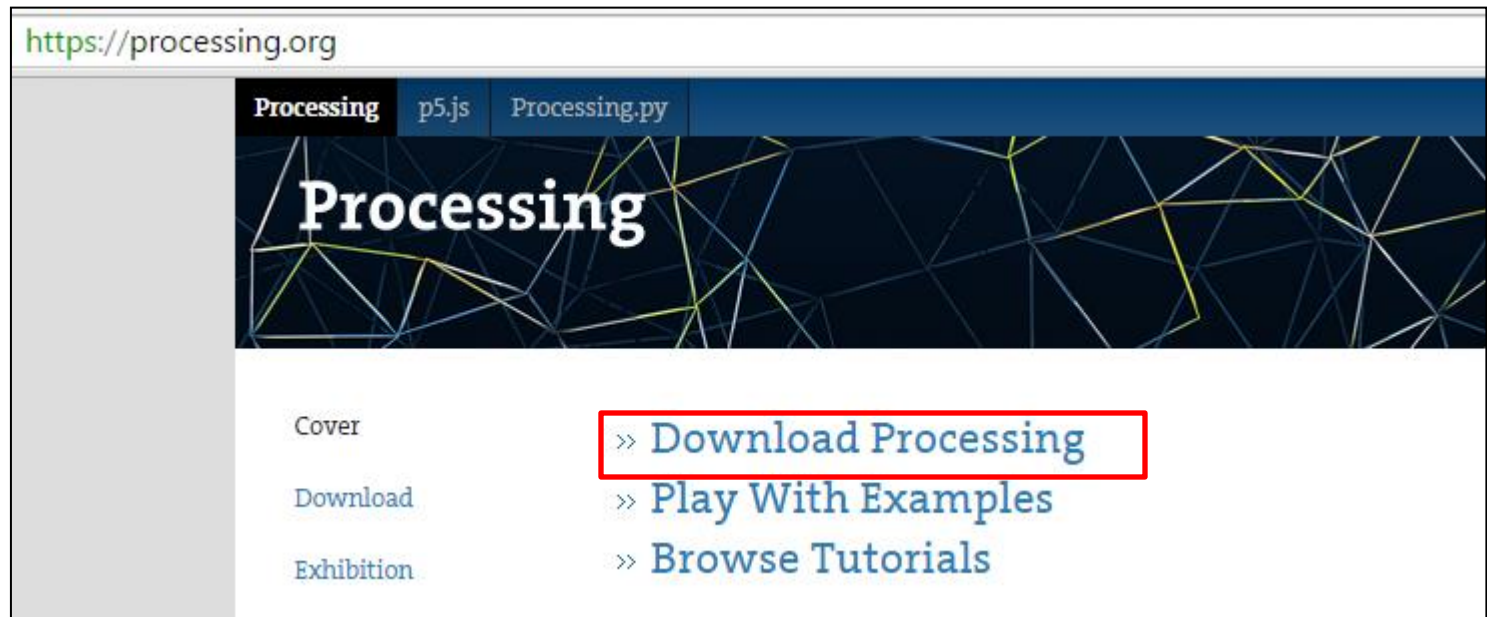 https://processing.org
Processing p5.js Processing.py
Processing
Cover
Download
Exhibition
» Download Processing
» Play With Examples
» Browse Tutorials